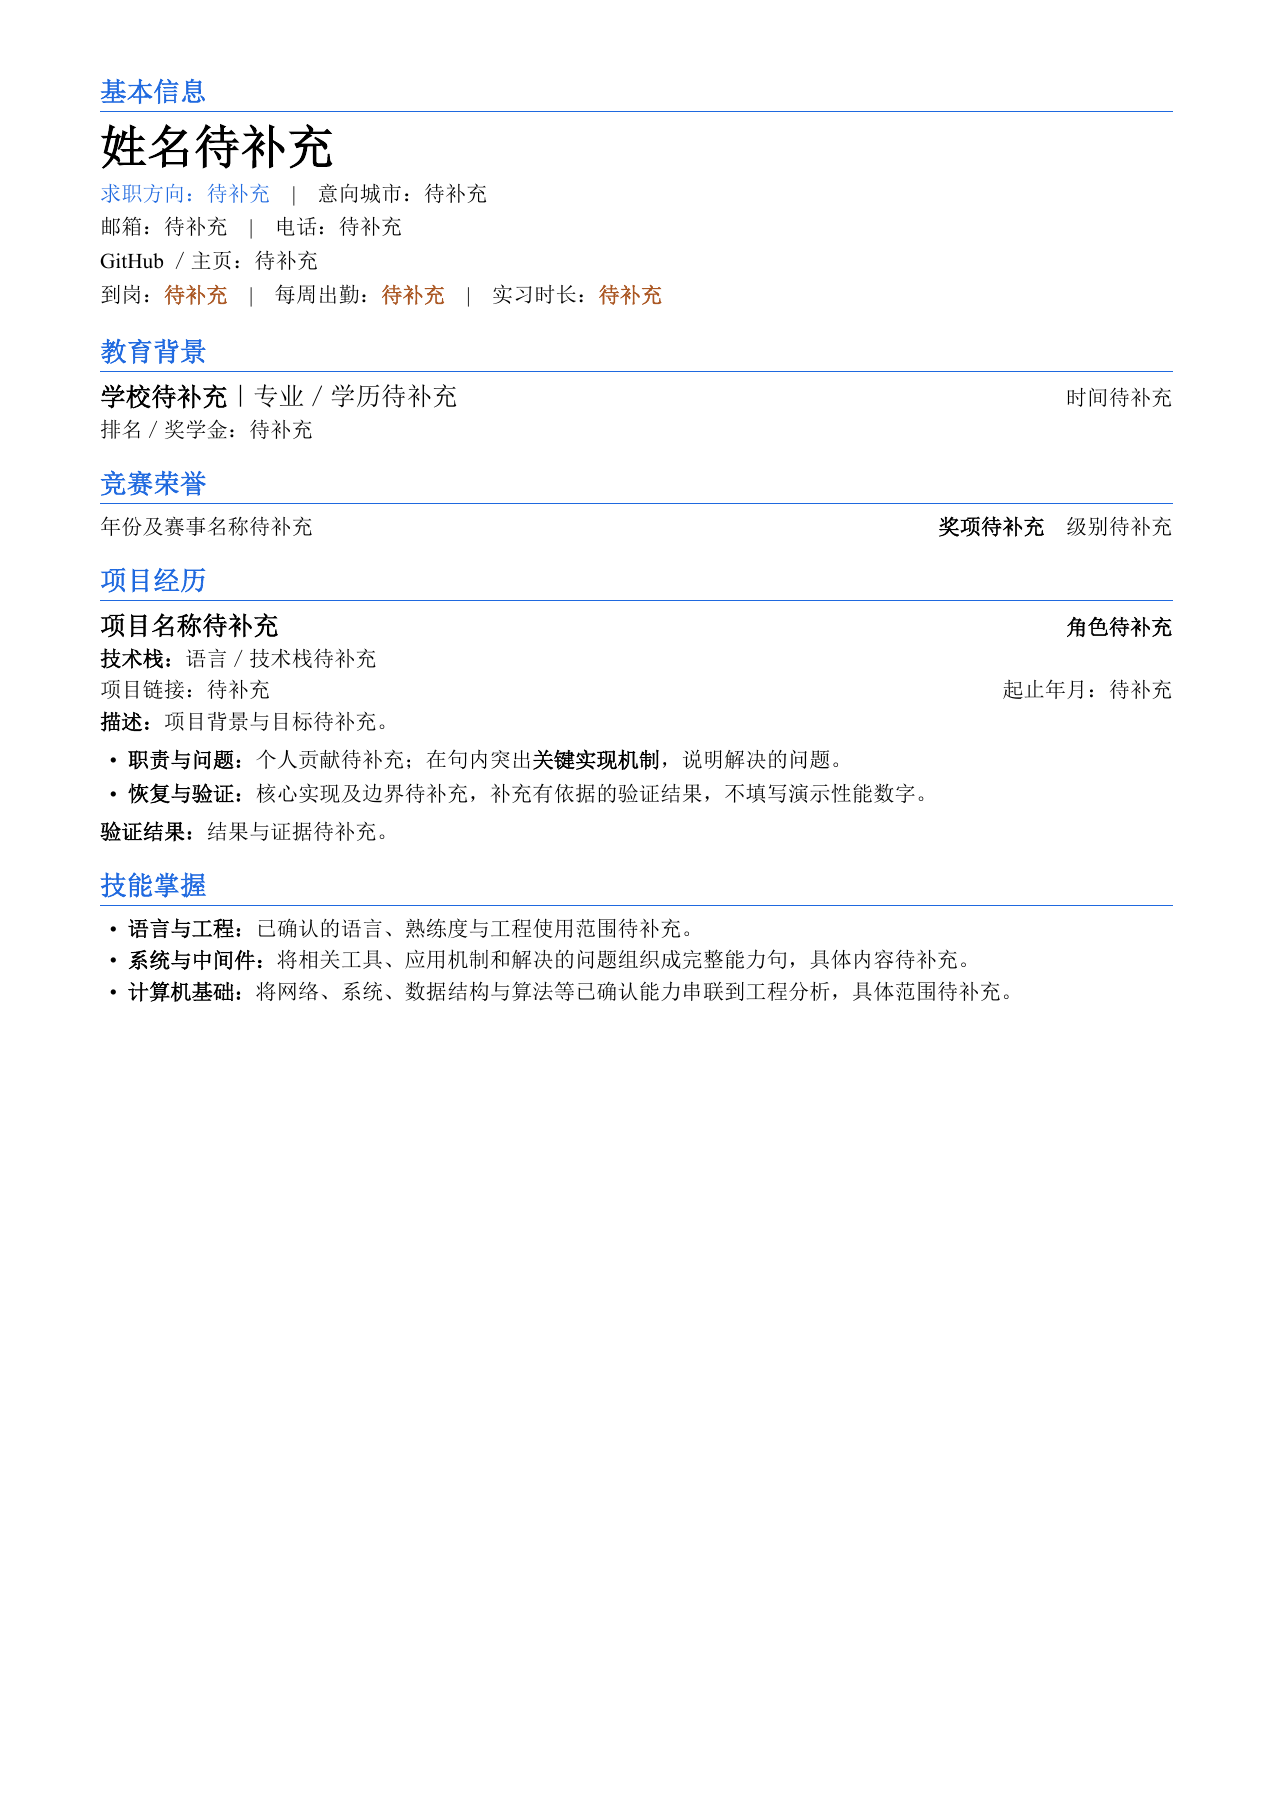 基本信息
姓名待补充
求职方向：待补充 | 意向城市：待补充
邮箱：待补充 | 电话：待补充
GitHub / 主页：待补充
到岗：待补充 | 每周出勤：待补充 | 实习时长：待补充
教育背景
学校待补充 | 专业 / 学历待补充 时间待补充
排名 / 奖学金：待补充
竞赛荣誉
年份及赛事名称待补充 奖项待补充 级别待补充
项目经历
项目名称待补充 角色待补充
技术栈：语言 / 技术栈待补充
项目链接：待补充 起止年月：待补充
描述：项目背景与目标待补充。
• 职责与问题：个人贡献待补充；在句内突出关键实现机制，说明解决的问题。
• 恢复与验证：核心实现及边界待补充，补充有依据的验证结果，不填写演示性能数字。
验证结果：结果与证据待补充。
技能掌握
• 语言与工程：已确认的语言、熟练度与工程使用范围待补充。
• 系统与中间件：将相关工具、应用机制和解决的问题组织成完整能力句，具体内容待补充。
• 计算机基础：将网络、系统、数据结构与算法等已确认能力串联到工程分析，具体范围待补充。